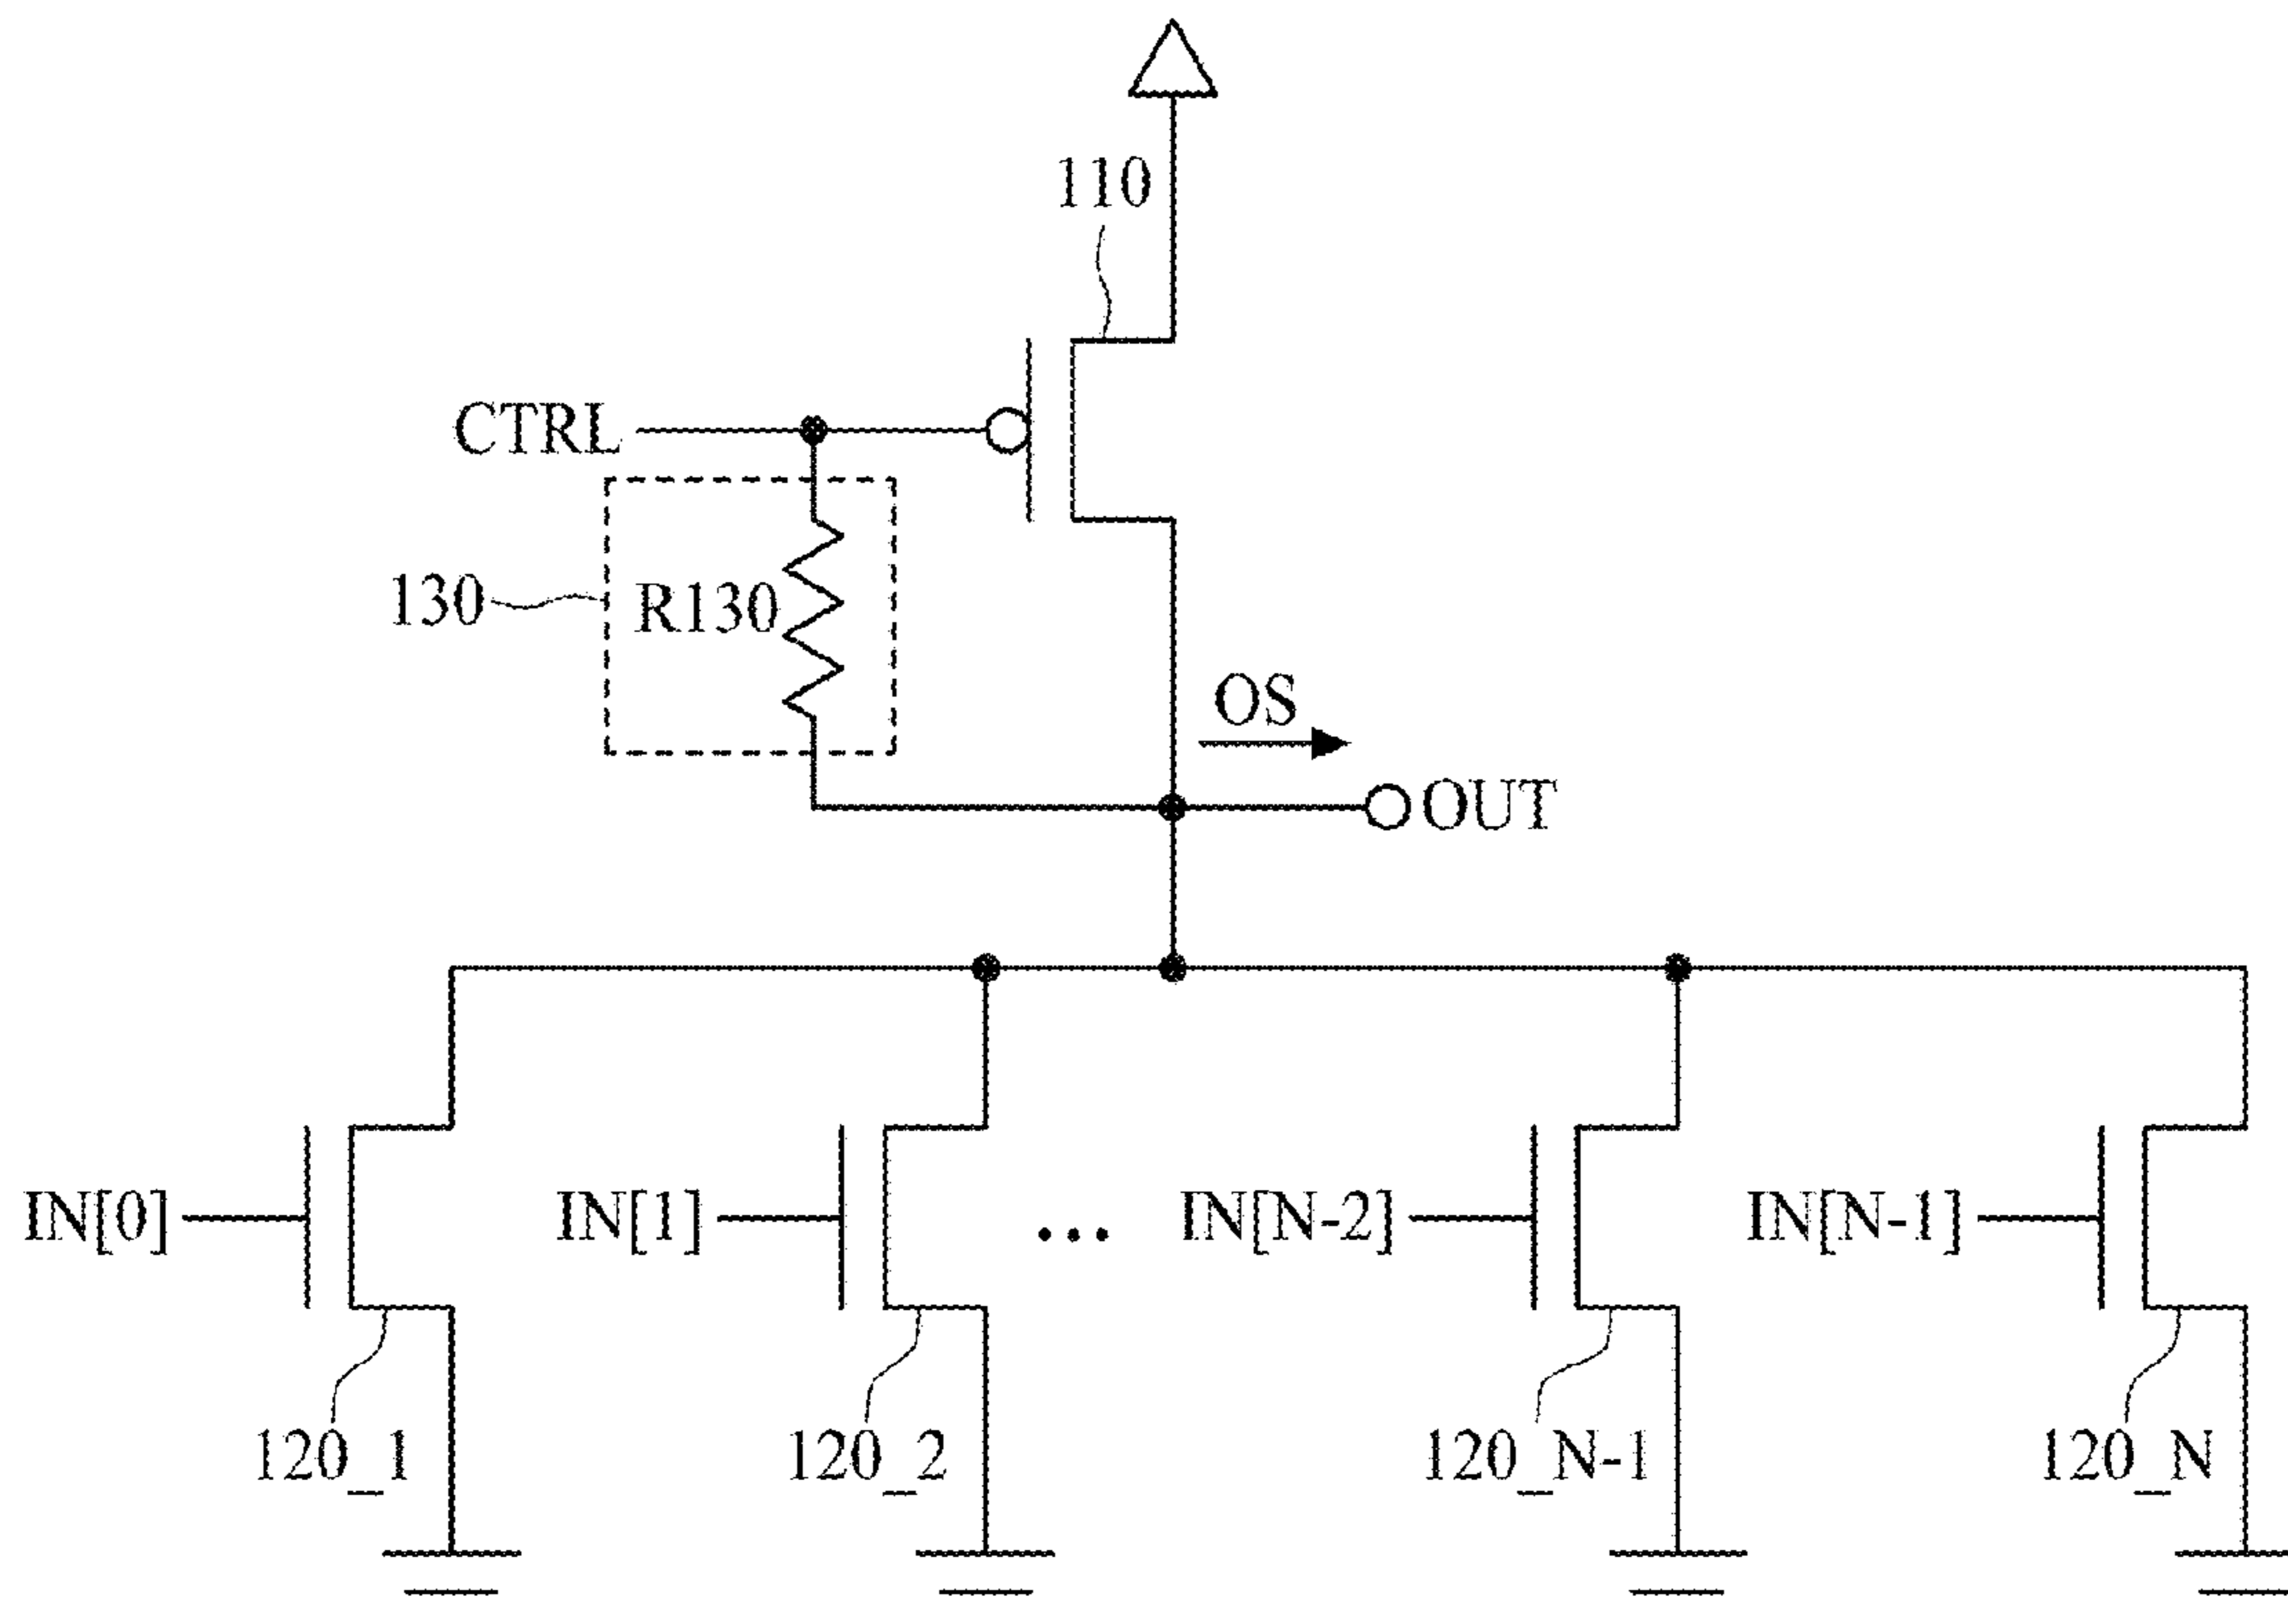 110
CTRL
130
R130
OS
OUT
IN[0]
IN[1]
...
IN[N-2]
IN[N-1]
120_1
120_2
120_N-1
120_N